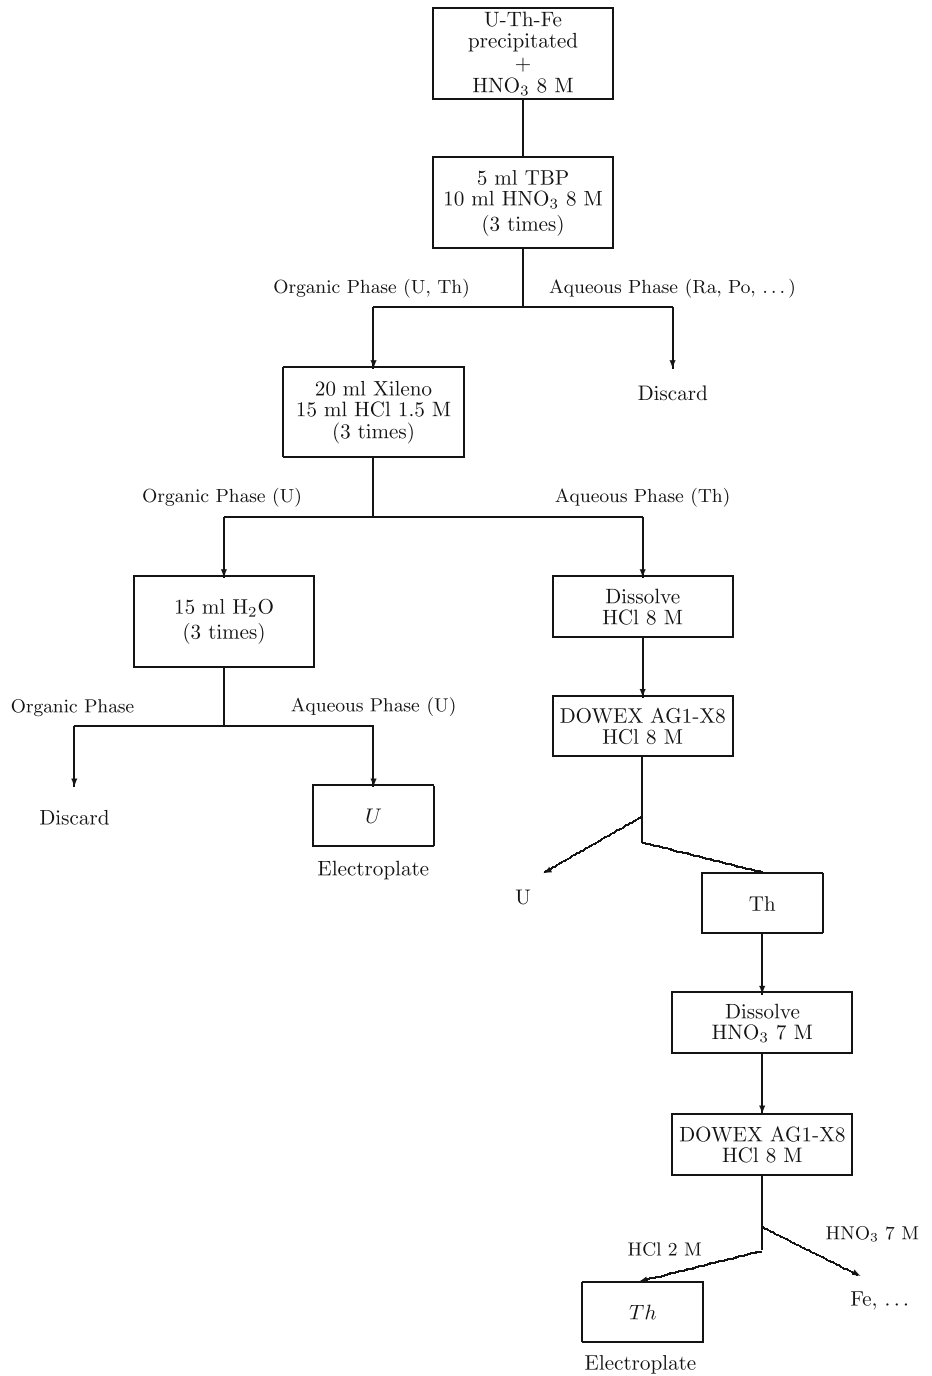 U-Th-Fe
precipitated
+
HNO₃ 8 M
5 ml TBP
10 ml HNO₃ 8 M
(3 times)
Organic Phase (U, Th)
Aqueous Phase (Ra, Po, ...)
20 ml Xileno
15 ml HCl 1.5 M
(3 times)
Discard
Organic Phase (U)
Aqueous Phase (Th)
15 ml H₂O
(3 times)
Dissolve
HCl 8 M
Organic Phase
Aqueous Phase (U)
DOWEX AG1-X8
HCl 8 M
Discard
U
Electroplate
U
Th
Dissolve
HNO₃ 7 M
DOWEX AG1-X8
HCl 8 M
HCl 2 M
HNO₃ 7 M
Th
Fe, ...
Electroplate